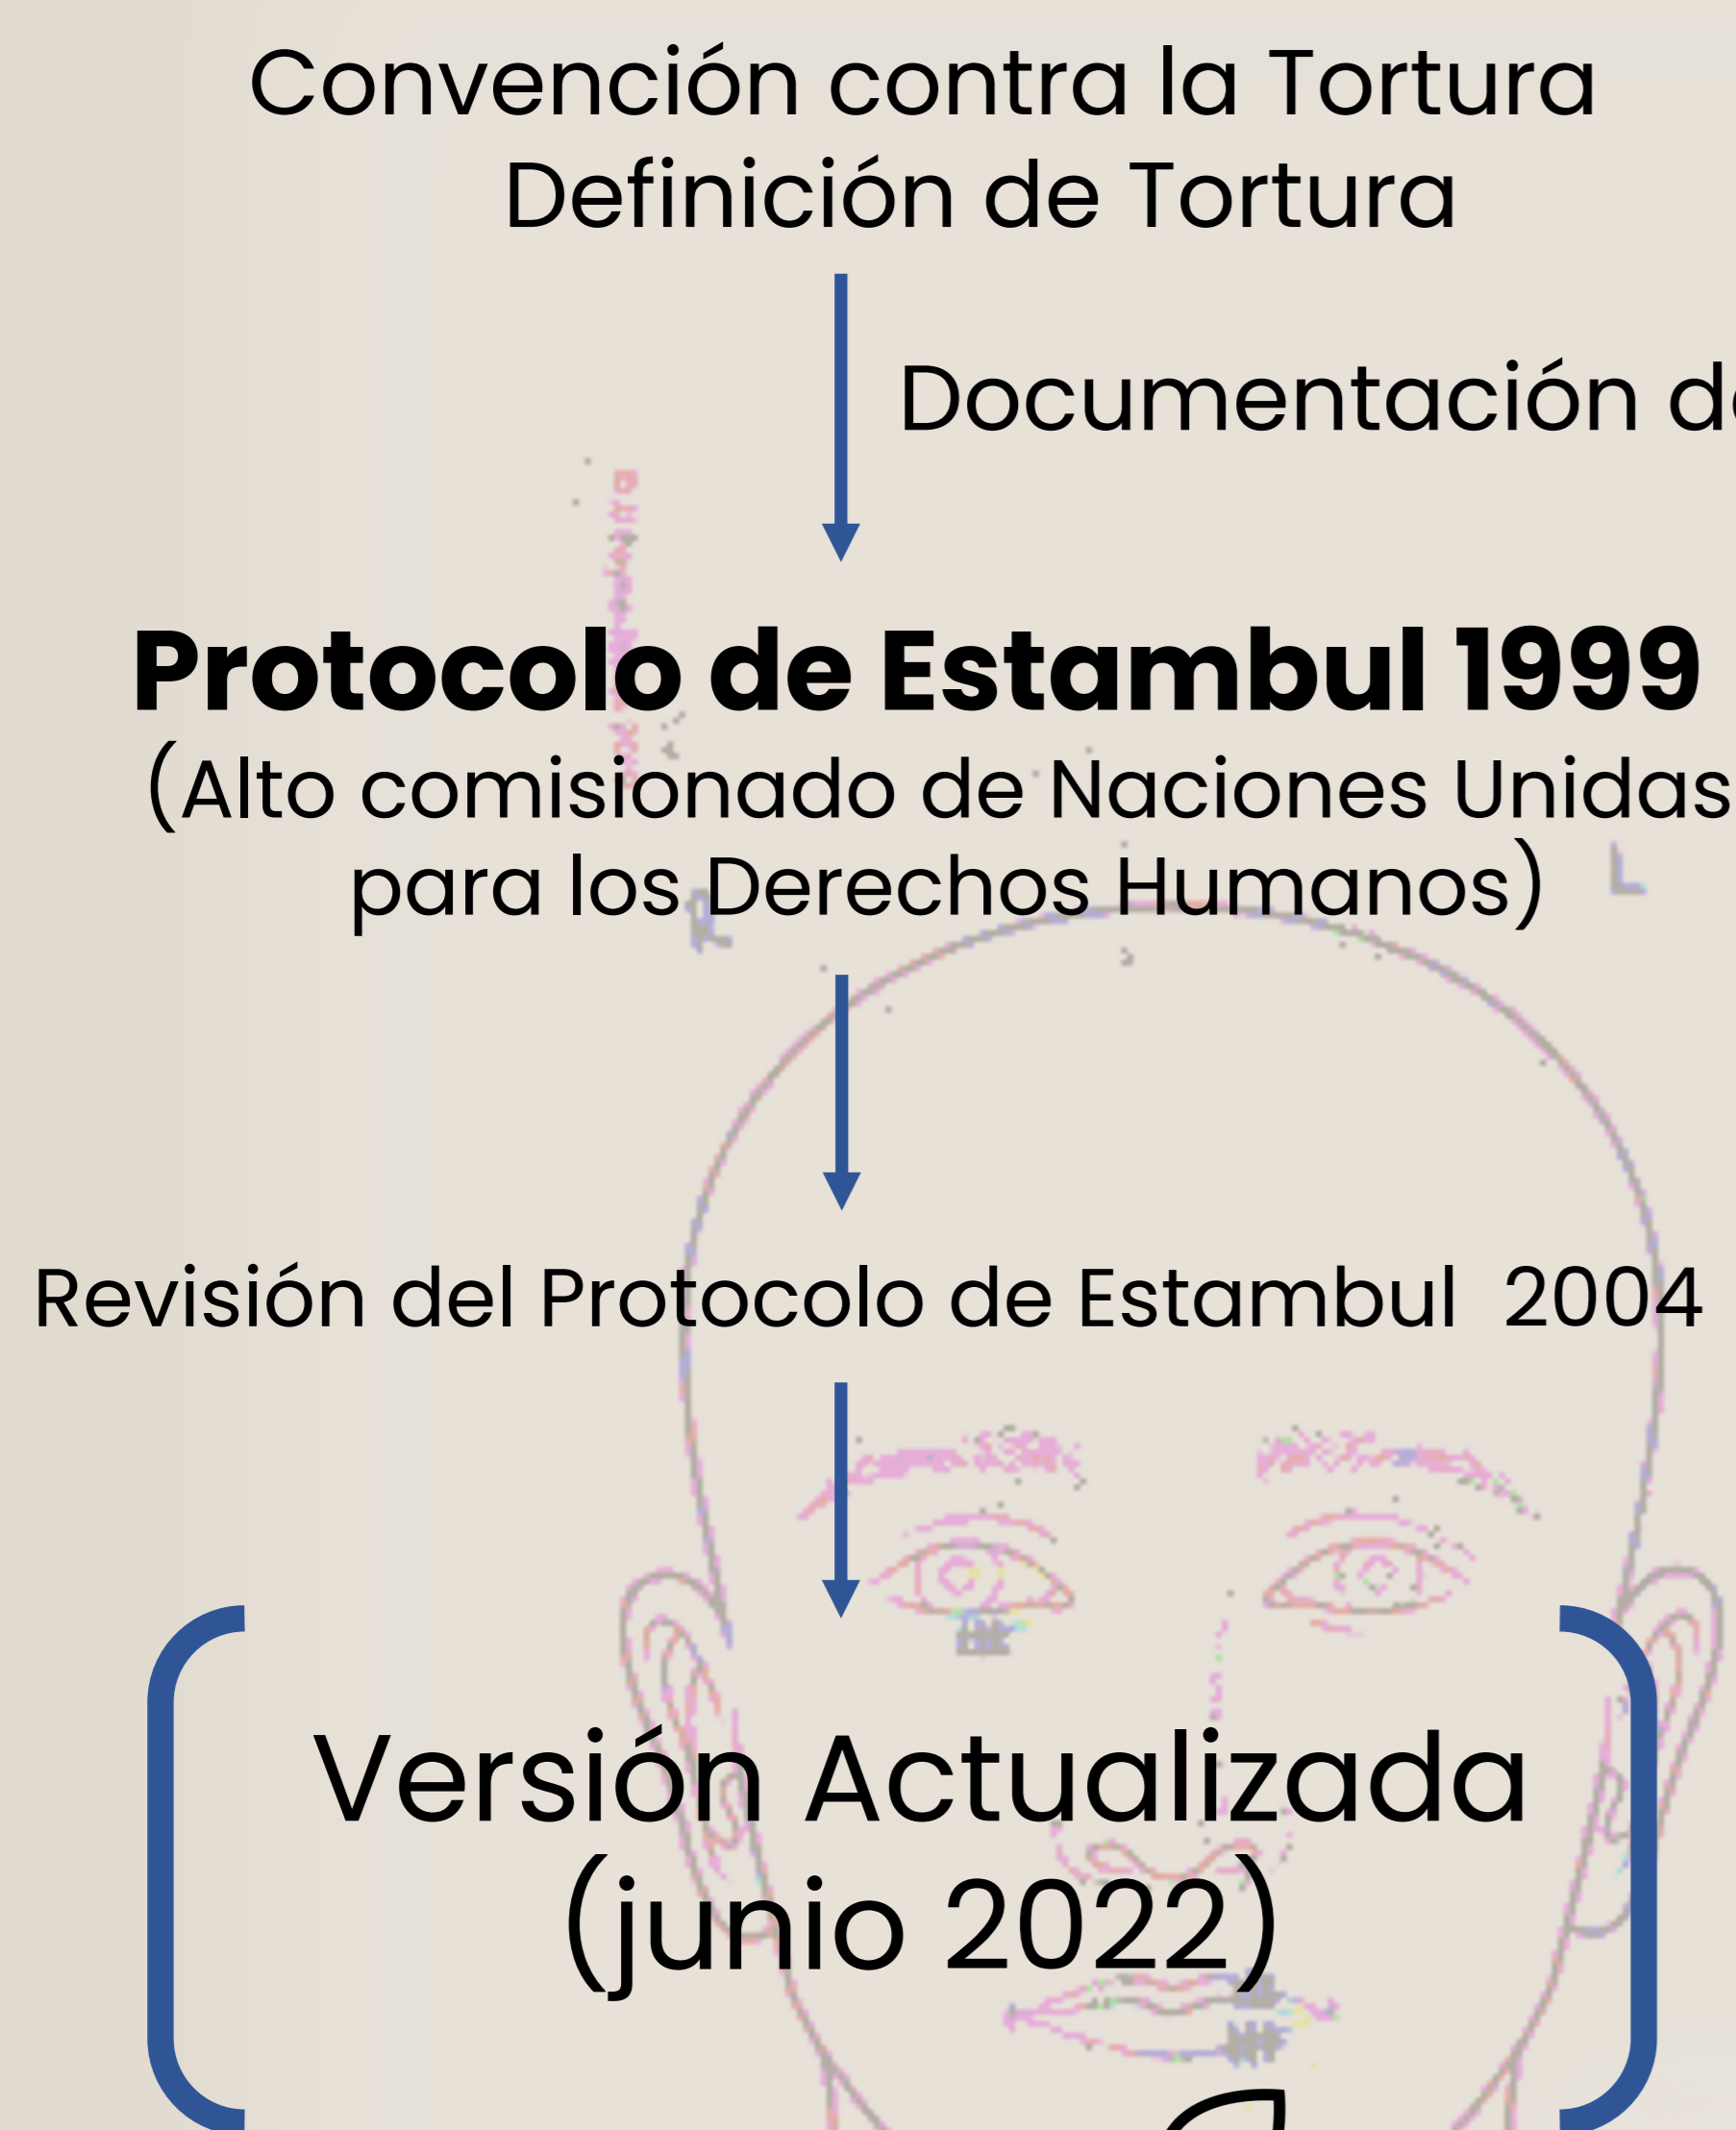 Convención contra la Tortura
Definición de Tortura
Documentación
Protocolo de Estambul 1999
(Alto comisionado de Naciones Unidas
para los Derechos Humanos)
R
L
Revisión del Protocolo de Estambul 2004
Versión Actualizada
(junio 2022)